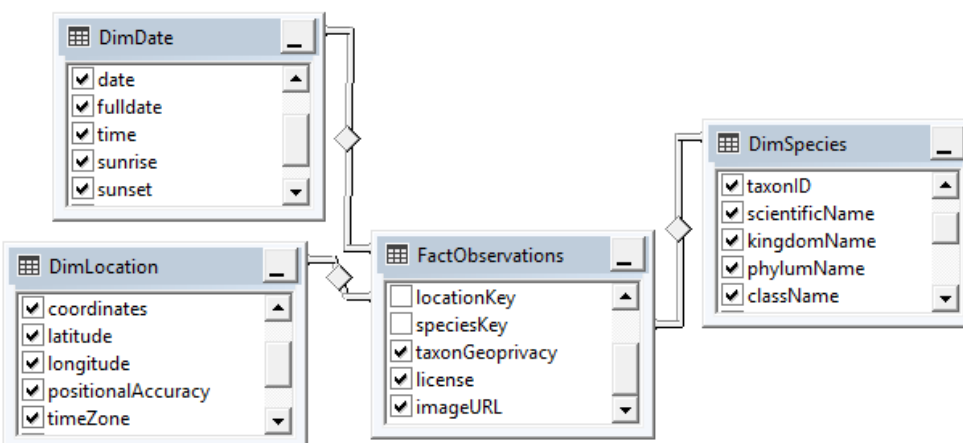 DimDate
date
fulldate
time
sunrise
sunset
DimSpecies
taxonID
scientificName
kingdomName
phylumName
className
DimLocation
coordinates
latitude
longitude
positionalAccuracy
timeZone
FactObservations
locationKey
speciesKey
taxonGeoprivacy
license
imageURL